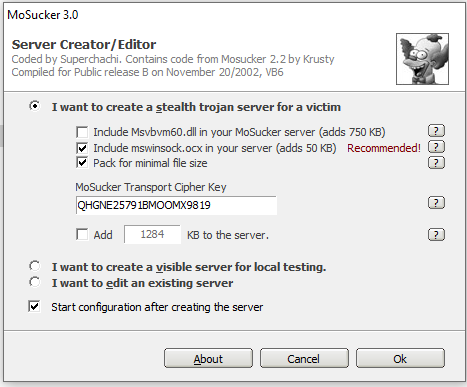 MoSucker 3.0
Server Creator/Editor
Coded by Superchachi. Contains code from Mosucker 2.2 by Krusty
Compiled for Public release B on November 20/2002, VB6
I want to create a stealth trojan server for a victim
Include Msvbvm60.dll in your MoSucker server (adds 750 KB) ?
Include mswinsock.ocx in your server (adds 50 KB) Recommended! ?
Pack for minimal file size ?
MoSucker Transport Cipher Key
QHGNE25791BMOOMX9819 ?
Add 1284 KB to the server. ?
I want to create a visible server for local testing.
I want to edit an existing server
Start configuration after creating the server
About Cancel Ok